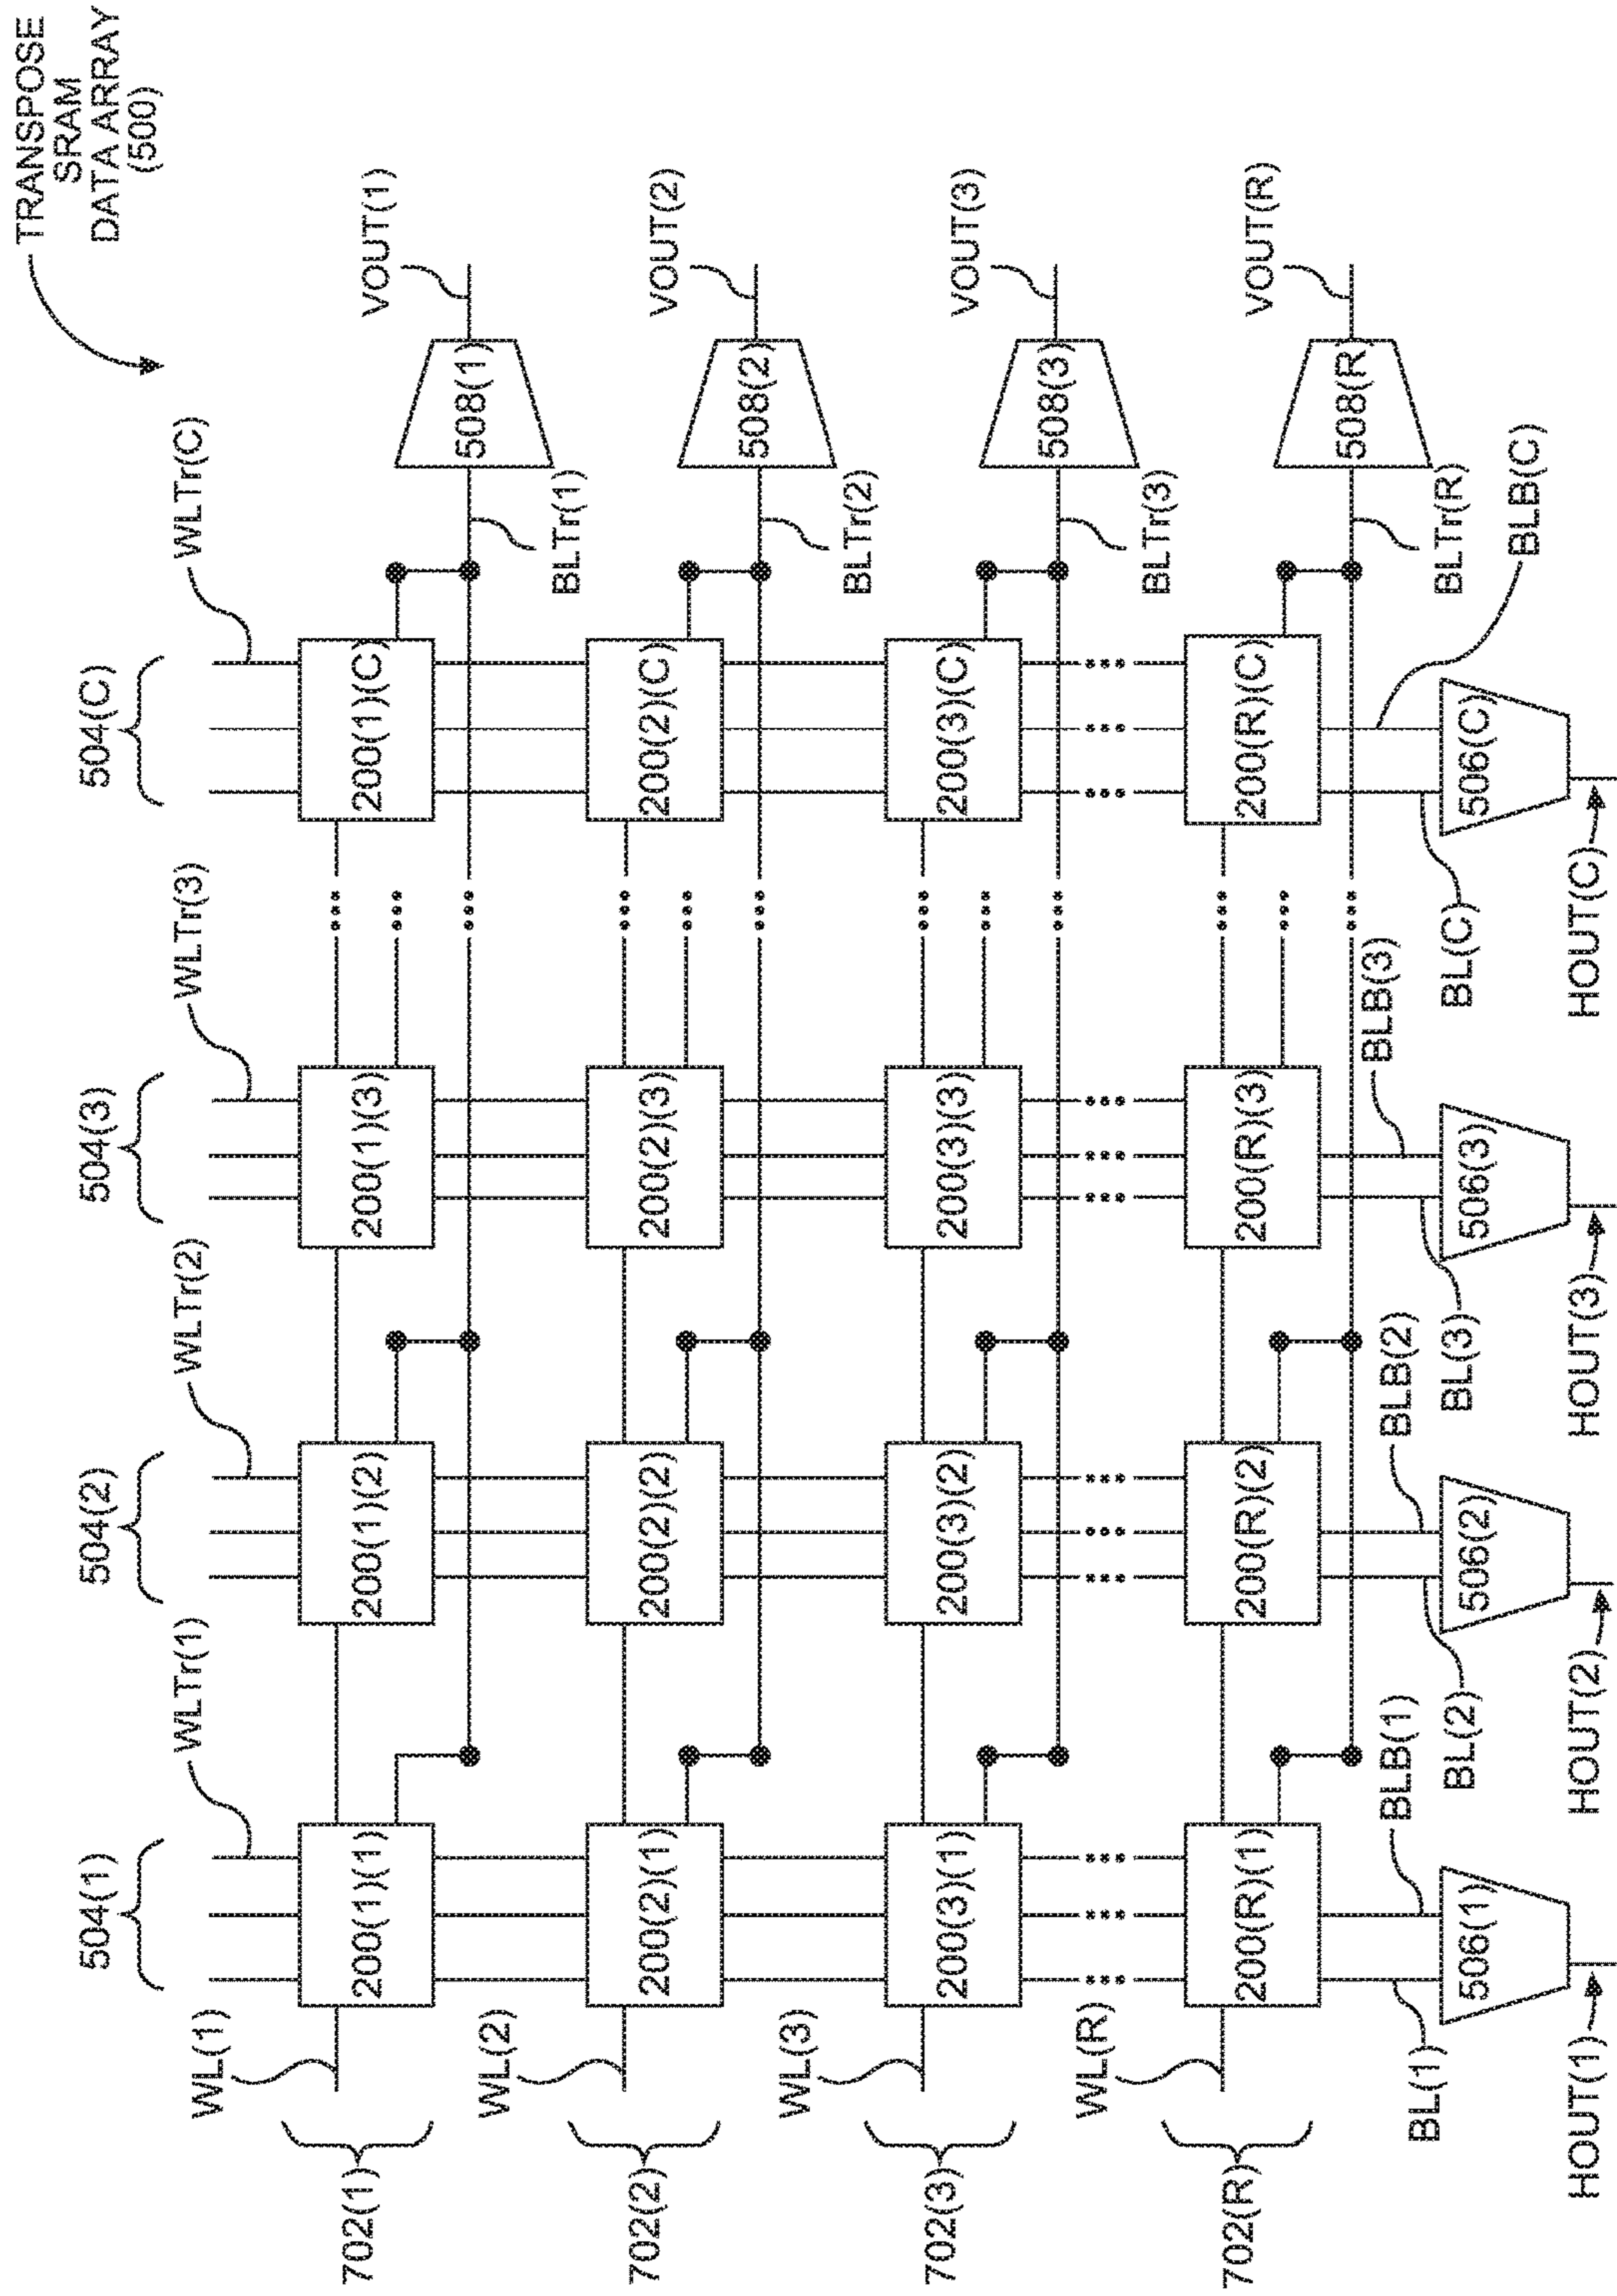 TRANSPOSE
SRAM
DATA ARRAY
(500)
504(1)
504(2)
504(3)
504(C)
WLTr(1)
WLTr(2)
WLTr(3)
WLTr(C)
702(1)
WL(1)
200(1)(1)
200(1)(2)
200(1)(3)
200(1)(C)
508(1)
VOUT(1)
BLTr(1)
702(2)
WL(2)
200(2)(1)
200(2)(2)
200(2)(3)
200(2)(C)
508(2)
VOUT(2)
BLTr(2)
702(3)
WL(3)
200(3)(1)
200(3)(2)
200(3)(3)
200(3)(C)
508(3)
VOUT(3)
BLTr(3)
702(R)
WL(R)
200(R)(1)
200(R)(2)
200(R)(3)
200(R)(C)
508(R)
VOUT(R)
BLTr(R)
BL(1)
BLB(1)
BL(2)
BLB(2)
BL(3)
BLB(3)
BL(C)
BLB(C)
506(1)
506(2)
506(3)
506(C)
HOUT(1)
HOUT(2)
HOUT(3)
HOUT(C)